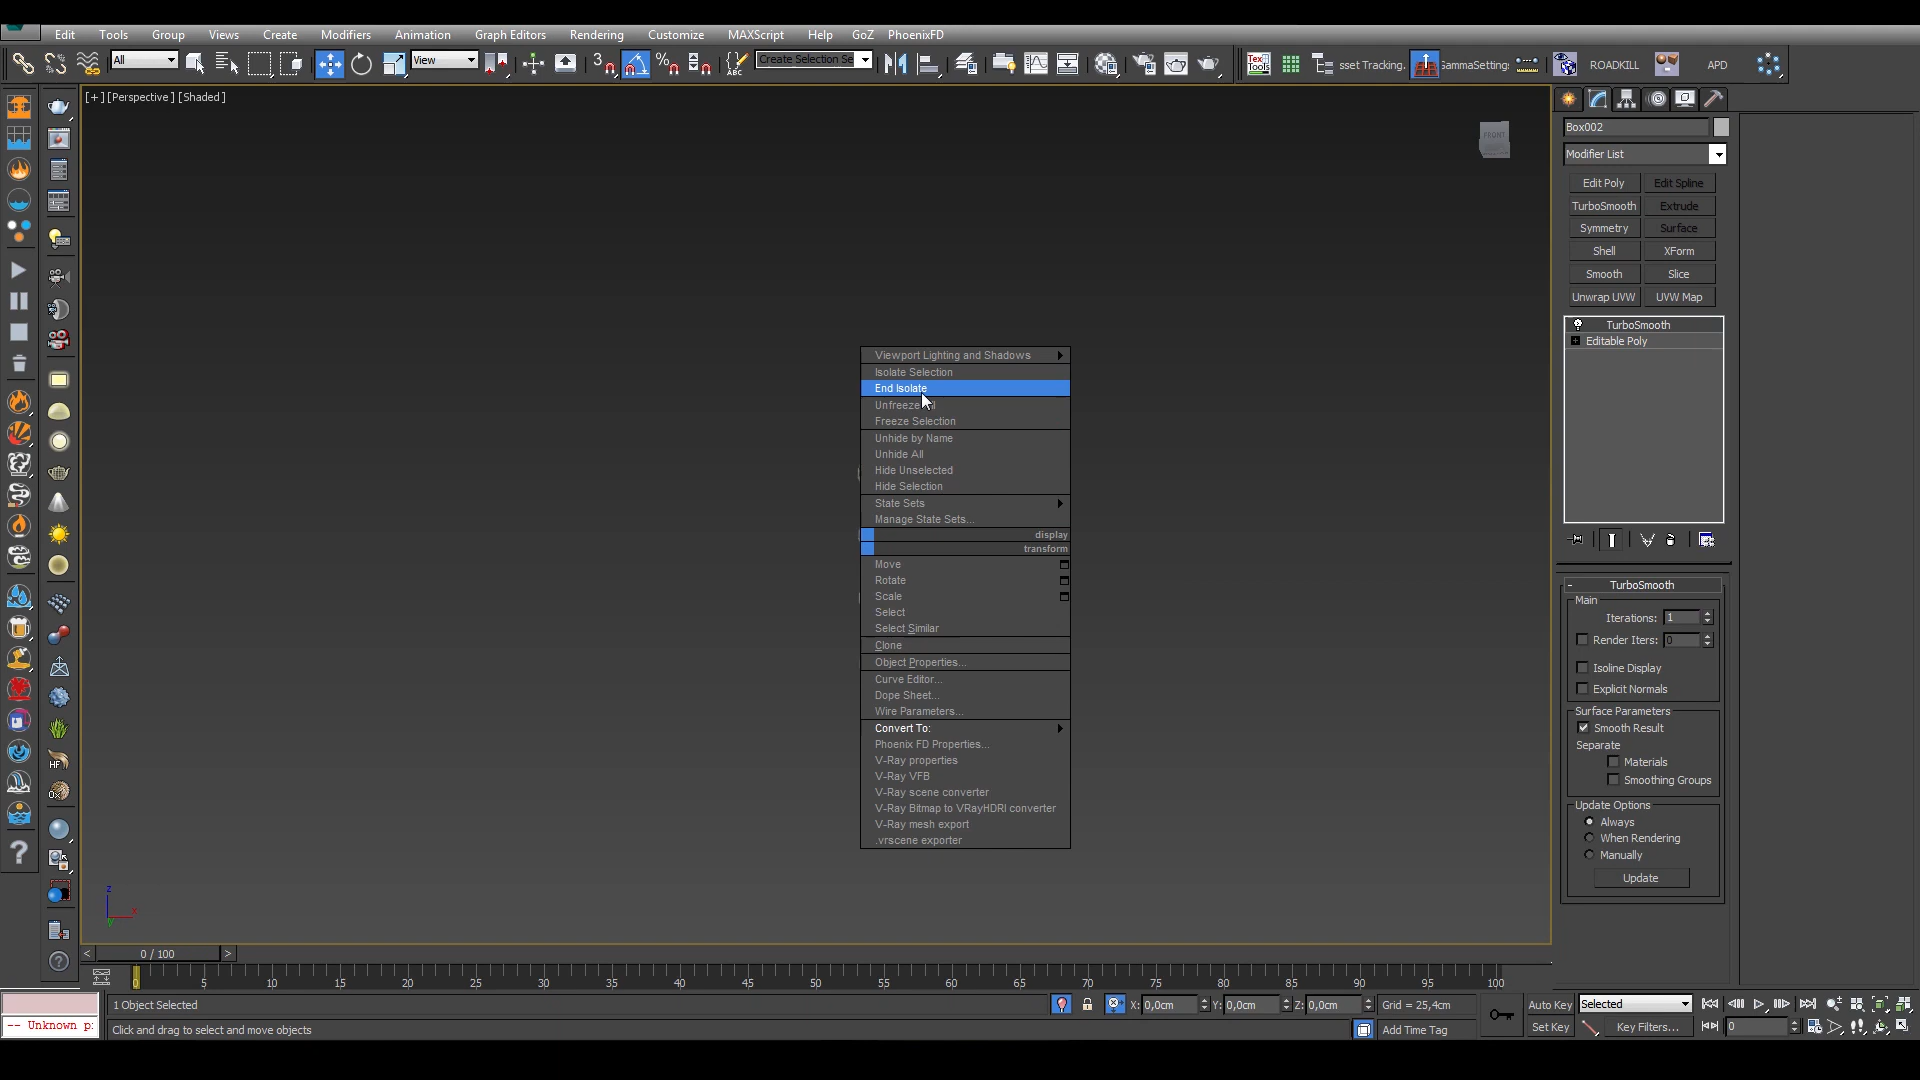 Edit Tools Group Views Create Modifiers Animation Graph Editors Rendering Customize MAXScript Help GoZ PhoenixFD
All View Create Selection Se sset Tracking. GammaSetting: ROADKILL APD
[+] [Perspective] [Shaded]
FRONT
Box002
Modifier List
Edit Poly Edit Spline
TurboSmooth Extrude
Symmetry Surface
Shell XForm
Smooth Slice
Unwrap UVW UVW Map
TurboSmooth
Editable Poly
Viewport Lighting and Shadows
Isolate Selection
End Isolate
Unfreeze
Freeze Selection
Unhide by Name
Unhide All
Hide Unselected
Hide Selection
State Sets
Manage State Sets...
display
transform
Move
Rotate
Scale
Select
Select Similar
Clone
Object Properties...
Curve Editor...
Dope Sheet...
Wire Parameters...
Convert To:
Phoenix FD Properties...
V-Ray properties
V-Ray VFB
V-Ray scene converter
V-Ray Bitmap to VRayHDRI converter
V-Ray mesh export
.vrscene exporter
- TurboSmooth
Main
Iterations: 1
Render Iters: 0
Isoline Display
Explicit Normals
Surface Parameters
Smooth Result
Separate
Materials
Smoothing Groups
Update Options
Always
When Rendering
Manually
Update
z
x
y
< 0 / 100 >
0 5 10 15 20 25 30 35 40 45 50 55 60 65 70 75 80 85 90 95 100
1 Object Selected X: 0,0cm Y: 0,0cm Z: 0,0cm Grid = 25,4cm Auto Key Selected
-- Unknown p: Click and drag to select and move objects Add Time Tag Set Key Key Filters... 0